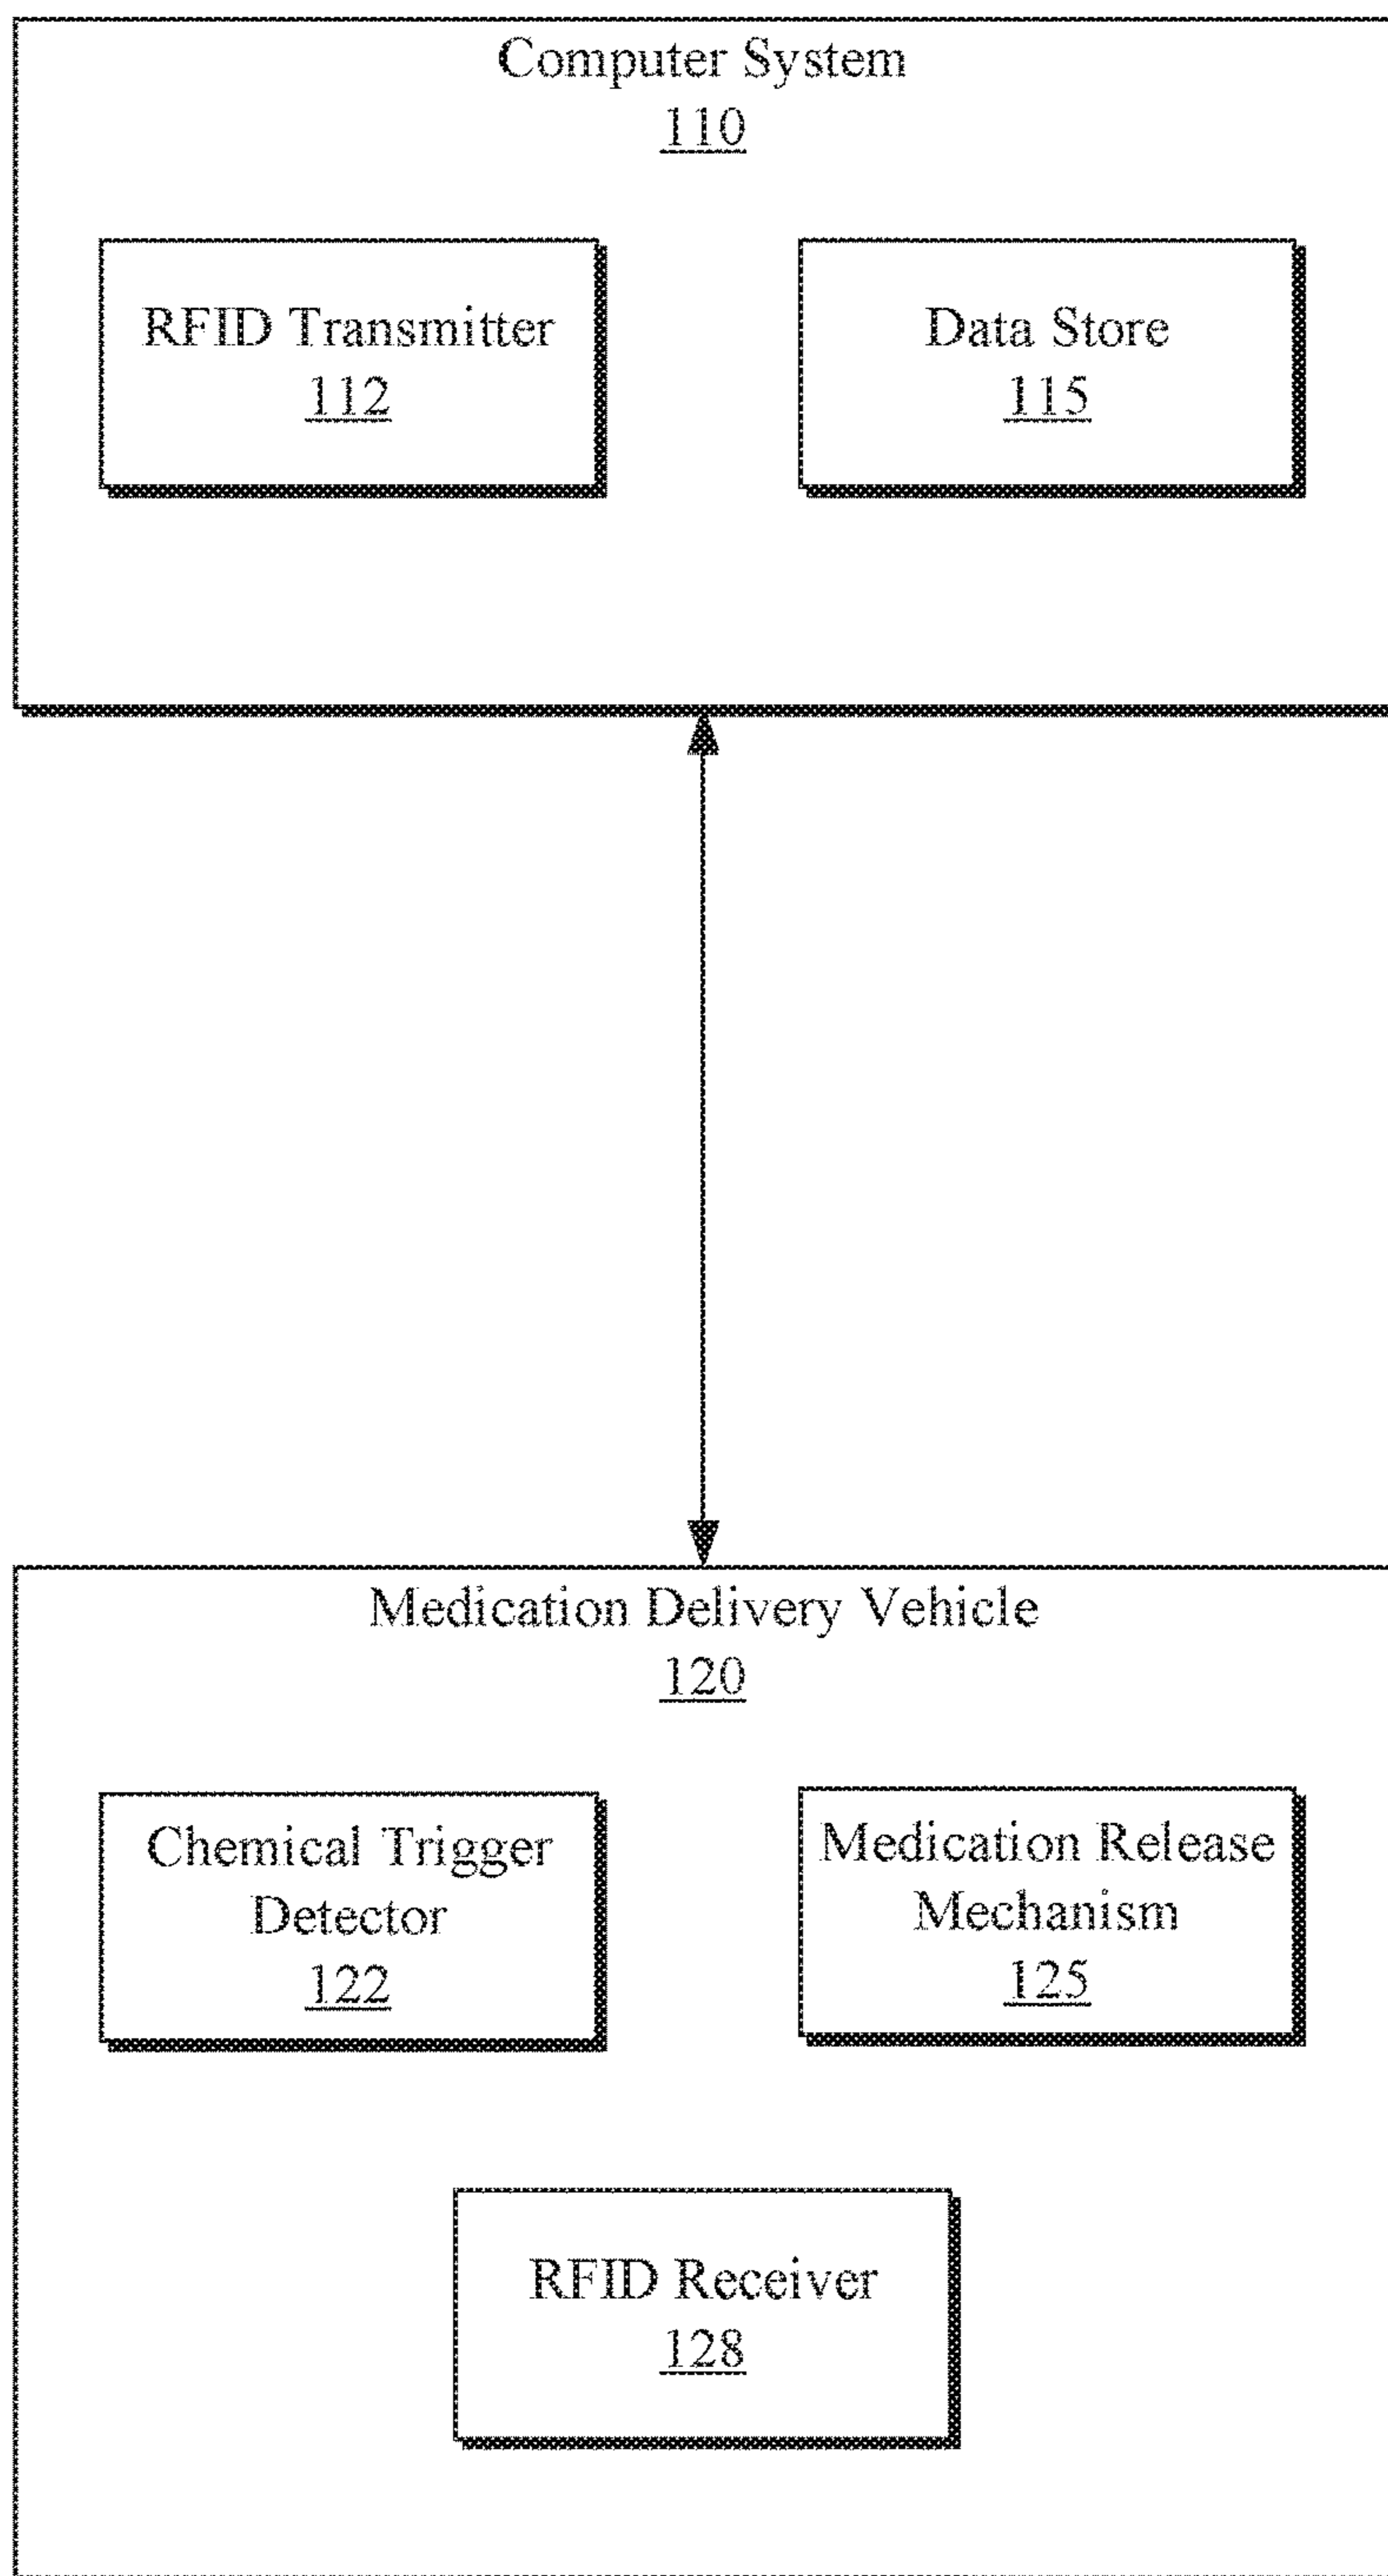 Computer System
110
RFID Transmitter
112
Data Store
115
Medication Delivery Vehicle
120
Chemical Trigger
Detector
122
Medication Release
Mechanism
125
RFID Receiver
128